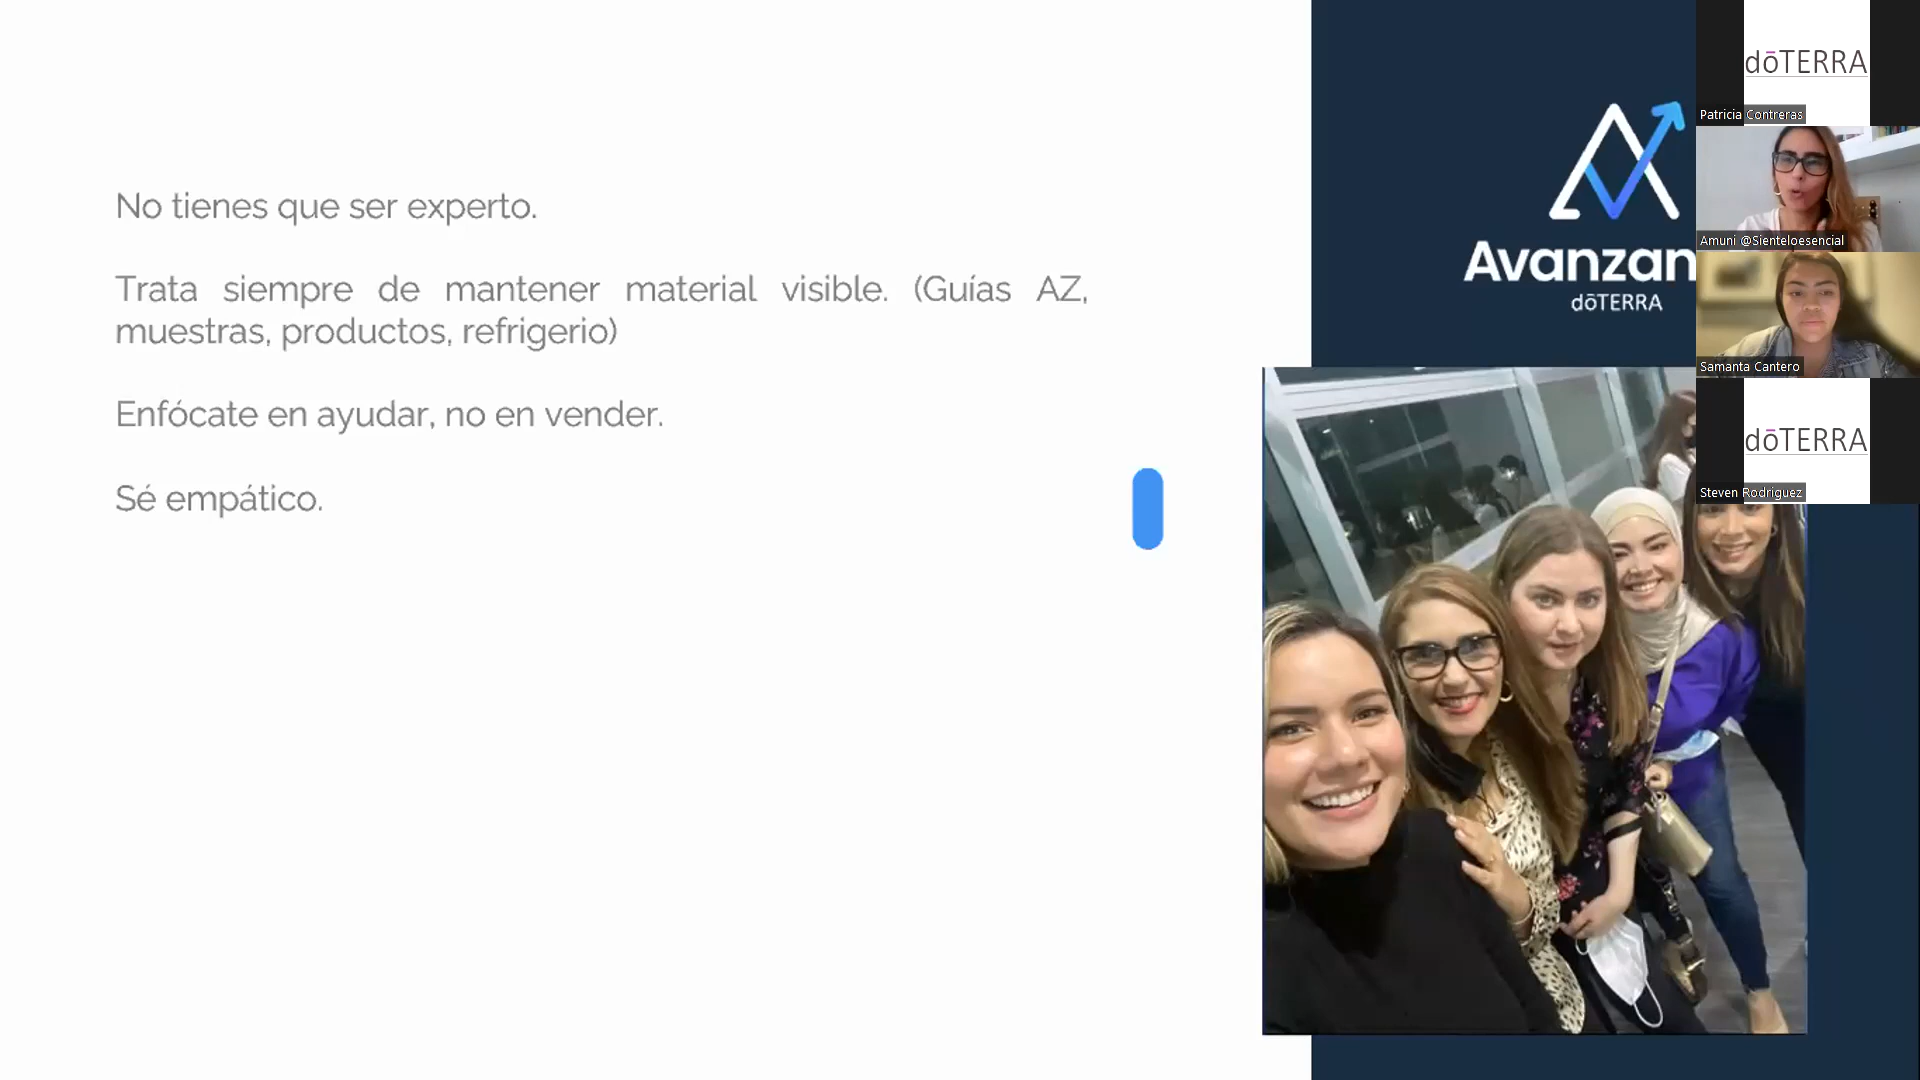 No tienes que ser experto.
Trata siempre de mantener material visible. (Guías AZ,
muestras, productos, refrigerio)
Enfócate en ayudar, no en vender.
Sé empático.
Avanzan
dōTERRA
dōTERRA
Patricia Contreras
Amuni @Sienteloesencial
Samanta Cantero
dōTERRA
Steven Rodriguez